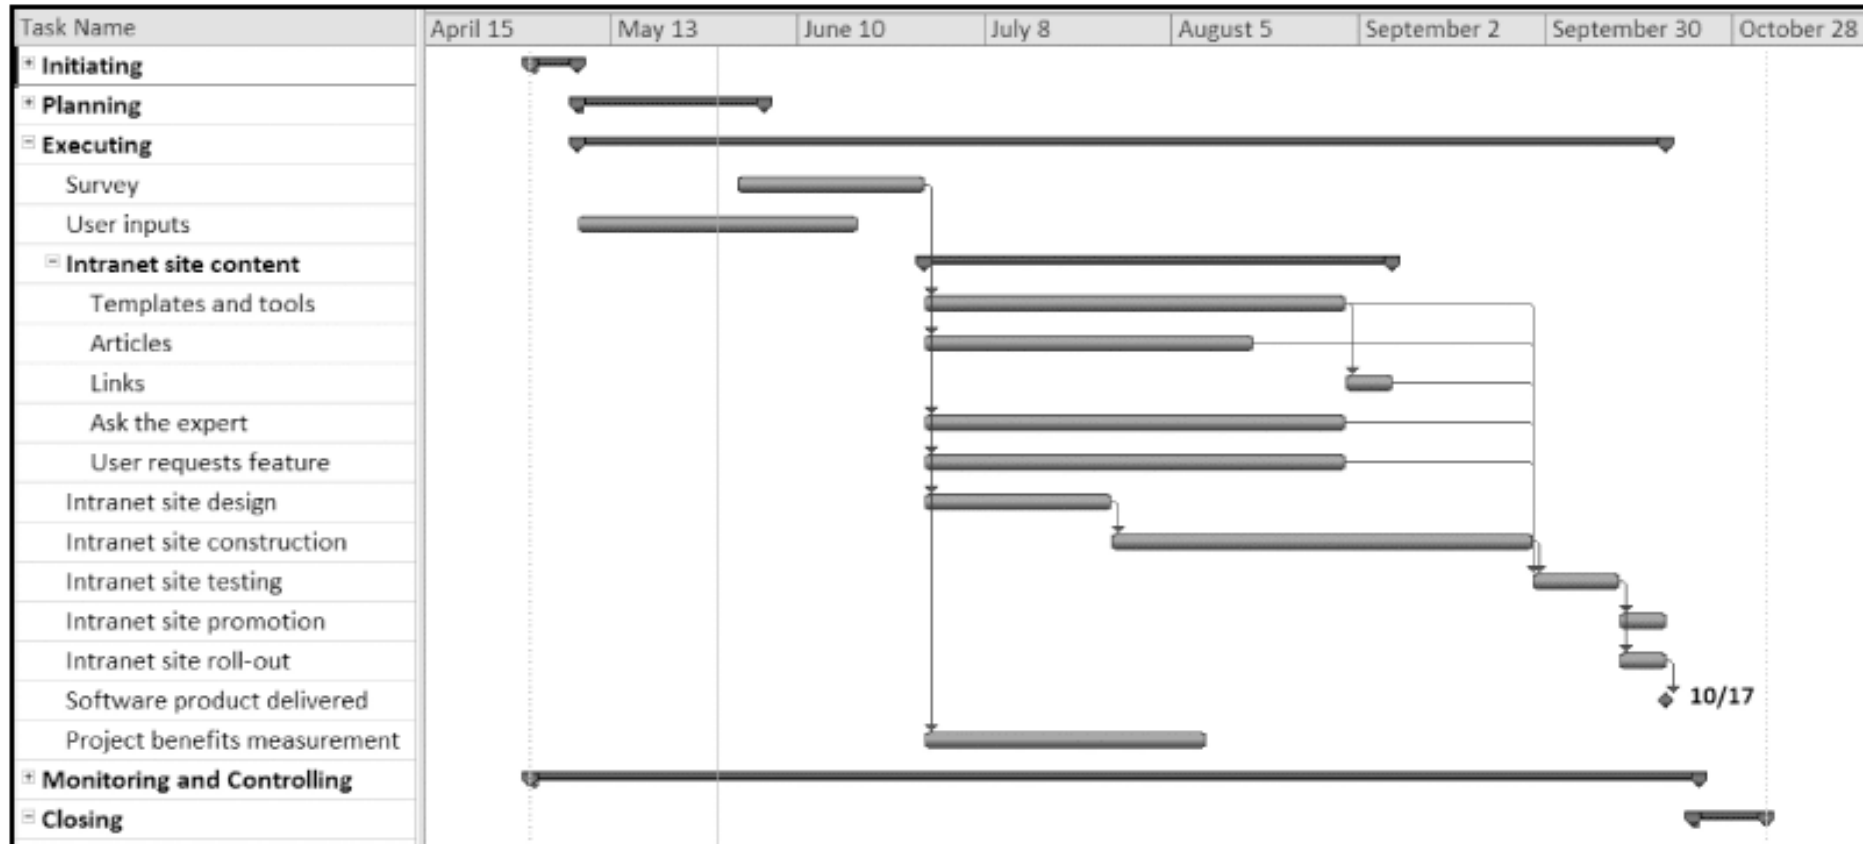 Task Name April 15 May 13 June 10 July 8 August 5 September 2 September 30 October 28
Initiating
Planning
Executing
Survey
User inputs
Intranet site content
Templates and tools
Articles
Links
Ask the expert
User requests feature
Intranet site design
Intranet site construction
Intranet site testing
Intranet site promotion
Intranet site roll-out
Software product delivered 10/17
Project benefits measurement
Monitoring and Controlling
Closing